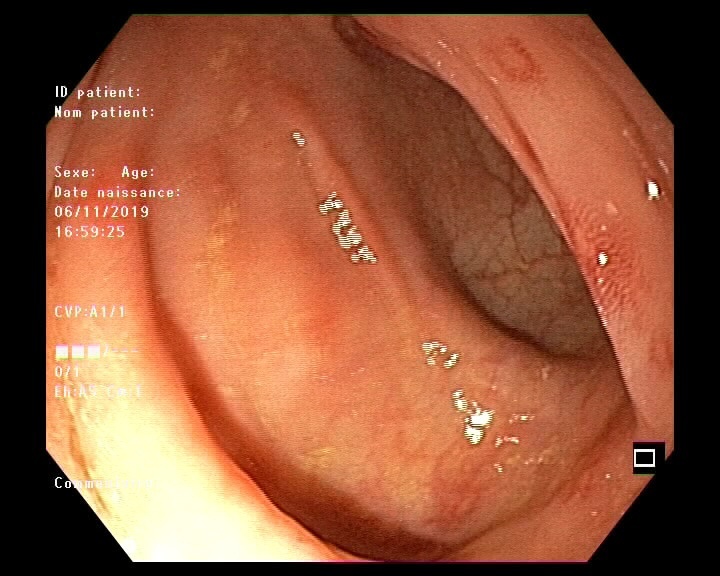 ID patient:
Nom patient:
Sexe: Age:
Date naissance:
06/11/2019
16:59:25
CVP:A1/1
0/1